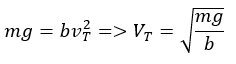 mg = bv_T^2 => V_T = √(mg/b)